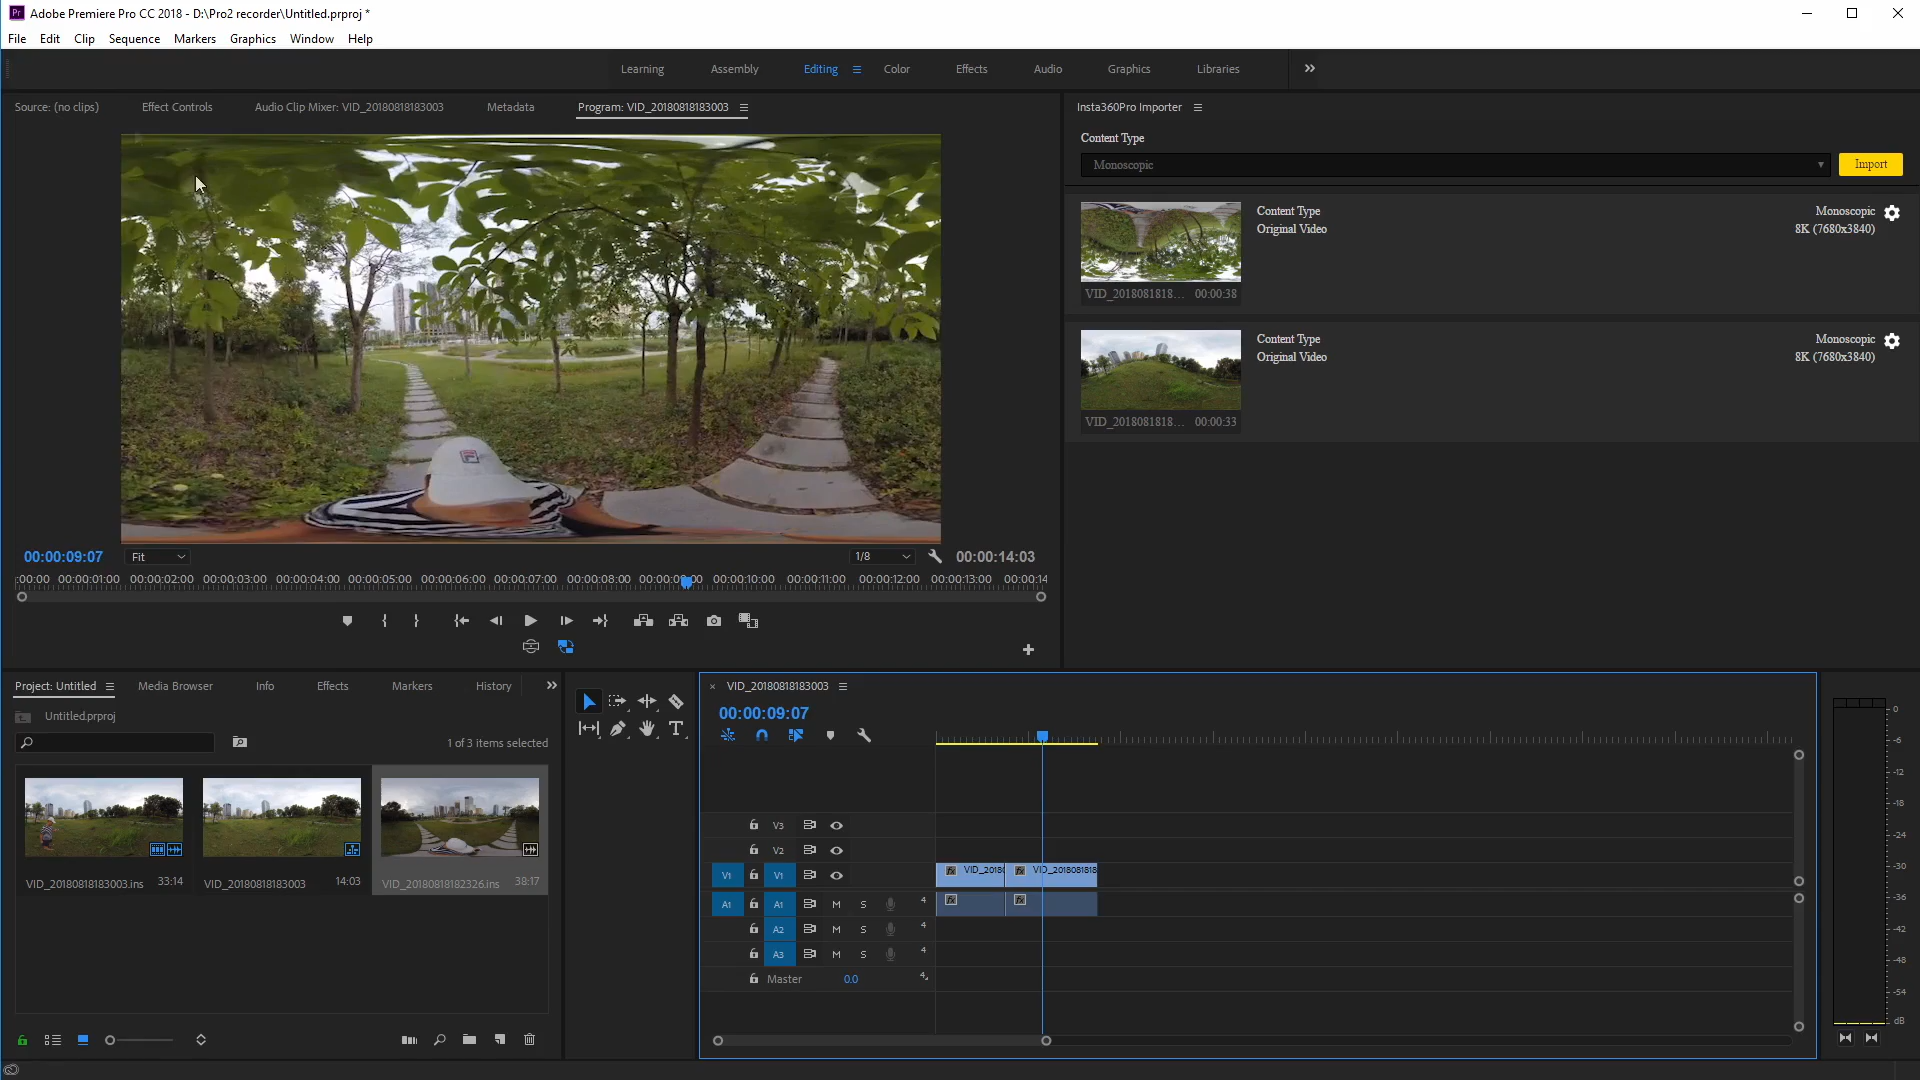 Adobe Premiere Pro CC 2018 - D:\Pro2 recorder\Untitled.prproj *
File Edit Clip Sequence Markers Graphics Window Help
Learning Assembly Editing Color Effects Audio Graphics Libraries
Source: (no clips) Effect Controls Audio Clip Mixer: VID_20180818183003 Metadata Program: VID_20180818183003
Insta360Pro Importer
Content Type
Monoscopic Import
Content Type Monoscopic
Original Video 8K (7680x3840)
VID_2018081818... 00:00:38
Content Type Monoscopic
Original Video 8K (7680x3840)
VID_2018081818... 00:00:33
00:00:09:07 Fit 1/8 00:00:14:03
:00:00 00:00:01:00 00:00:02:00 00:00:03:00 00:00:04:00 00:00:05:00 00:00:06:00 00:00:07:00 00:00:08:00 00:00:09:00 00:00:10:00 00:00:11:00 00:00:12:00 00:00:13:00 00:00:14
Project: Untitled Media Browser Info Effects Markers History
Untitled.prproj
1 of 3 items selected
VID_20180818183003.ins 33:14 VID_20180818183003 14:03 VID_20180818182326.ins 38:17
VID_20180818183003
00:00:09:07
V3
V2
V1 V1 VID_2018 VID_20180818
A1 A1 M S 4
A2 M S 4
A3 M S 4
Master 0.0 4
0
-6
-12
-18
-24
-30
-36
-42
-48
-54
dB